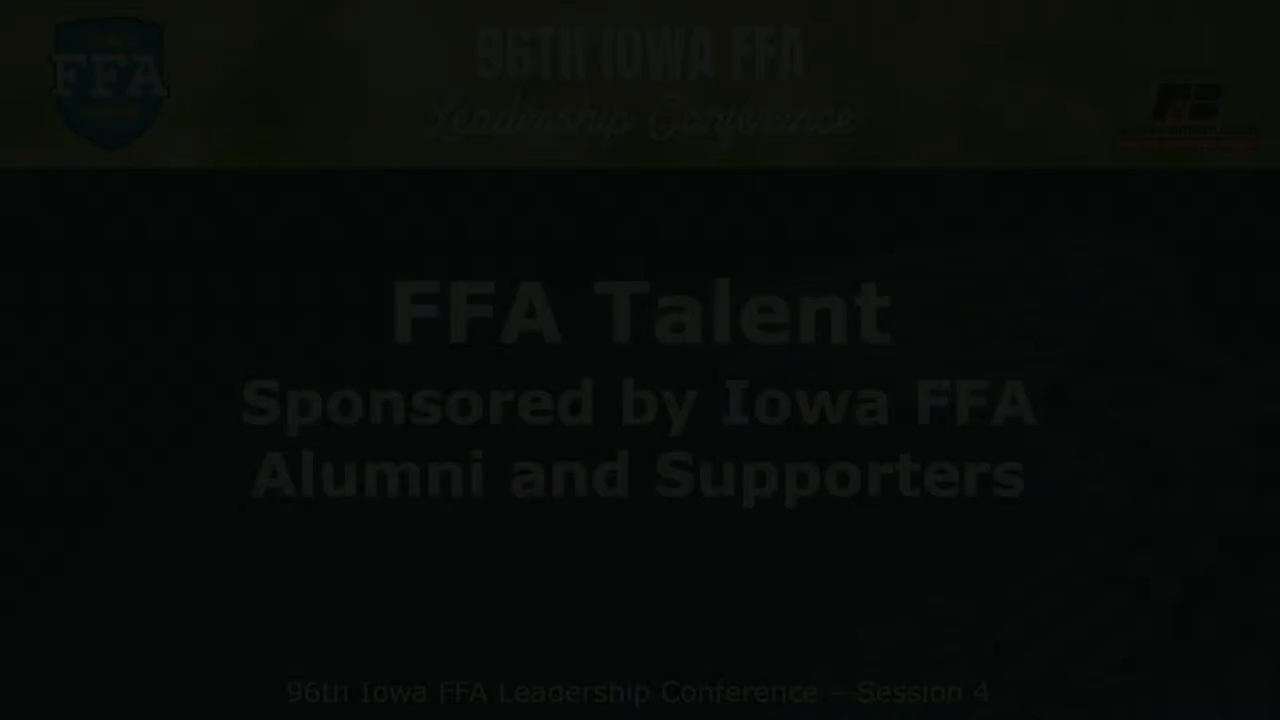 FFA
96TH IOWA FFA
Leadership Conference
FFA Talent
Sponsored by Iowa FFA
Alumni and Supporters
96th Iowa FFA Leadership Conference - Session 4